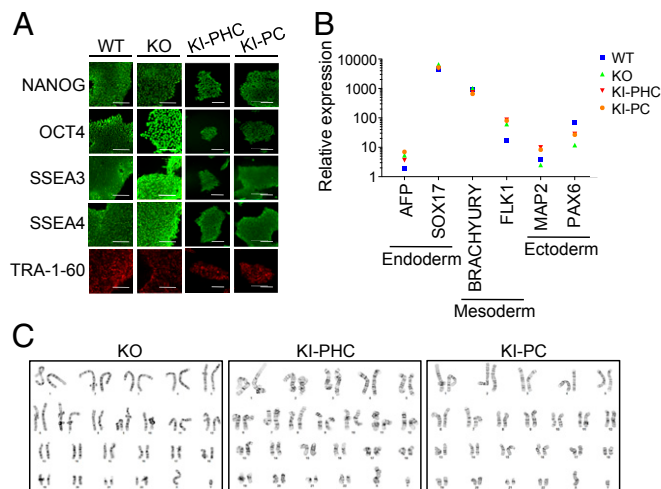 A
WT KO KI-PHC KI-PC
NANOG
OCT4
SSEA3
SSEA4
TRA-1-60
B
Relative expression
10000
1000
100
10
1
WT
KO
KI-PHC
KI-PC
AFP SOX17 BRACHYURY FLK1 MAP2 PAX6
Endoderm Mesoderm Ectoderm
C
KO KI-PHC KI-PC